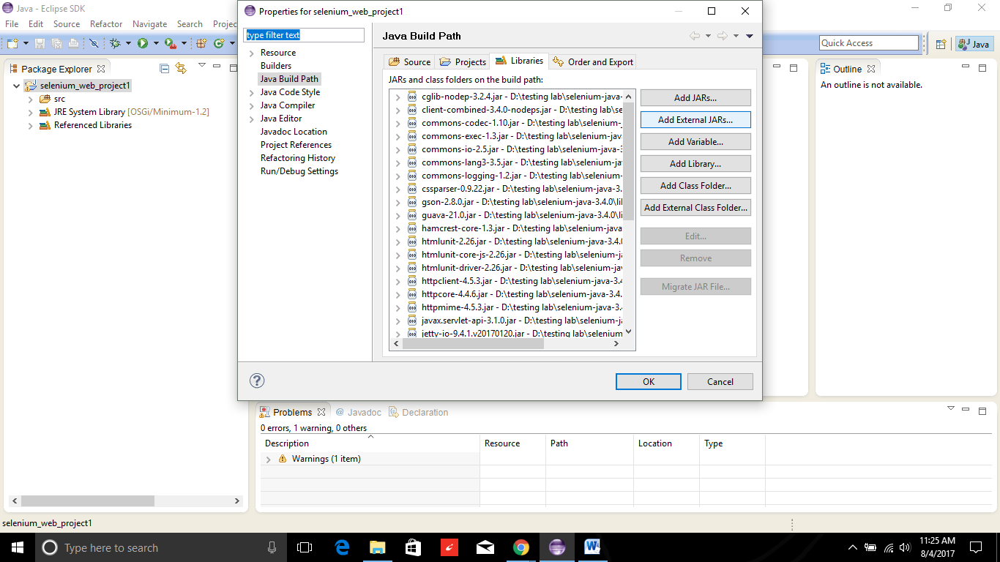 Java - Eclipse SDK
File Edit Source Refactor Navigate Search Projec
Quick Access
Java
Package Explorer
selenium_web_project1
src
JRE System Library [OSGi/Minimum-1.2]
Referenced Libraries
Properties for selenium_web_project1
type filter text
Resource
Builders
Java Build Path
Java Code Style
Java Compiler
Java Editor
Javadoc Location
Project References
Refactoring History
Run/Debug Settings
Java Build Path
Source Projects Libraries Order and Export
JARs and class folders on the build path:
cglib-nodep-3.2.4.jar - D:\testing lab\selenium-java-
client-combined-3.4.0-nodeps.jar - D:\testing lab\se
commons-codec-1.10.jar - D:\testing lab\selenium-
commons-exec-1.3.jar - D:\testing lab\selenium-jav
commons-io-2.5.jar - D:\testing lab\selenium-java-3
commons-lang3-3.5.jar - D:\testing lab\selenium-ja
commons-logging-1.2.jar - D:\testing lab\selenium-
cssparser-0.9.22.jar - D:\testing lab\selenium-java-3.
gson-2.8.0.jar - D:\testing lab\selenium-java-3.4.0\li
guava-21.0.jar - D:\testing lab\selenium-java-3.4.0\li
hamcrest-core-1.3.jar - D:\testing lab\selenium-java
htmlunit-2.26.jar - D:\testing lab\selenium-java-3.4.0
htmlunit-core-js-2.26.jar - D:\testing lab\selenium-j
htmlunit-driver-2.26.jar - D:\testing lab\selenium-ja
httpclient-4.5.3.jar - D:\testing lab\selenium-java-3.4
httpcore-4.4.6.jar - D:\testing lab\selenium-java-3.4.
httpmime-4.5.3.jar - D:\testing lab\selenium-java-3.
javax.servlet-api-3.1.0.jar - D:\testing lab\selenium-j
jetty-io-9.4.1.v20170120.jar - D:\testing lab\selenium
Add JARs...
Add External JARs...
Add Variable...
Add Library...
Add Class Folder...
Add External Class Folder...
Edit...
Remove
Migrate JAR File...
OK
Cancel
Outline
An outline is not available.
Problems @ Javadoc Declaration
0 errors, 1 warning, 0 others
Description Resource Path Location Type
Warnings (1 item)
selenium_web_project1
Type here to search
11:25 AM
8/4/2017